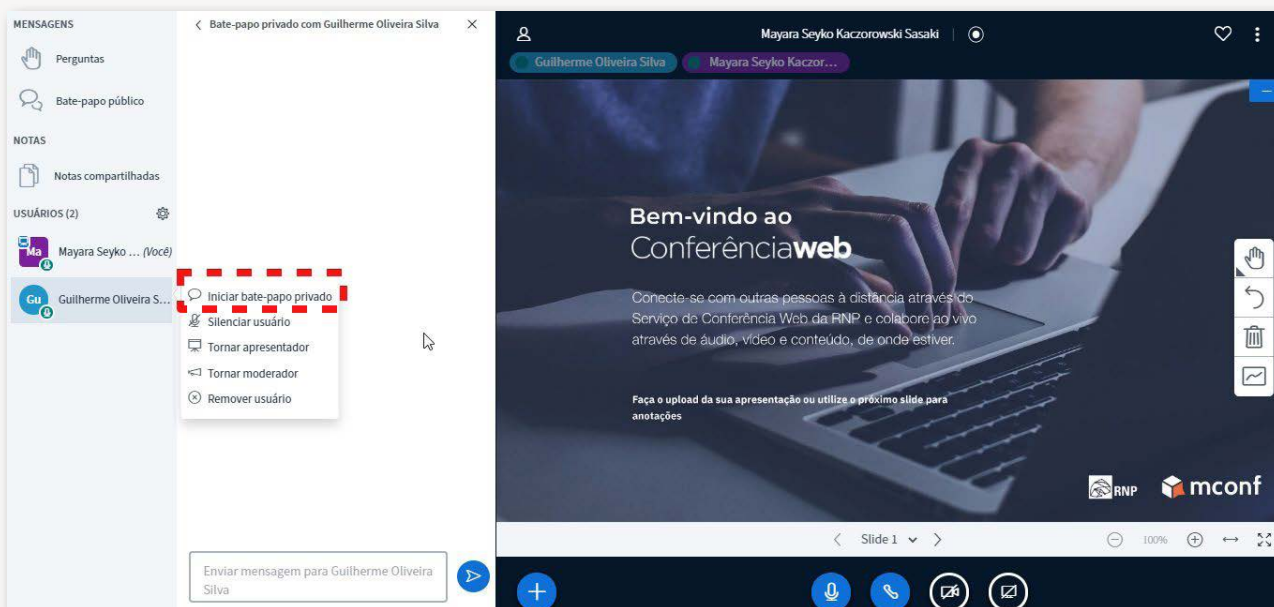 MENSAGENS
Perguntas
Bate-papo público
NOTAS
Notas compartilhadas
USUÁRIOS (2)
Ma
Mayara Seyko ... (Você)
Gu
Guilherme Oliveira S...
Bate-papo privado com Guilherme Oliveira Silva
Iniciar bate-papo privado
Silenciar usuário
Tornar apresentador
Tornar moderador
Remover usuário
Enviar mensagem para Guilherme Oliveira
Silva
Mayara Seyko Kaczorowski Sasaki
Guilherme Oliveira Silva
Mayara Seyko Kaczor...
Bem-vindo ao
Conferênciaweb
Conecte-se com outras pessoas à distância através do
Serviço de Conferência Web da RNP e colabore ao vivo
através de áudio, vídeo e conteúdo, de onde estiver.
Faça o upload da sua apresentação ou utilize o próximo slide para
anotações
RNP
mconf
Slide 1
100%